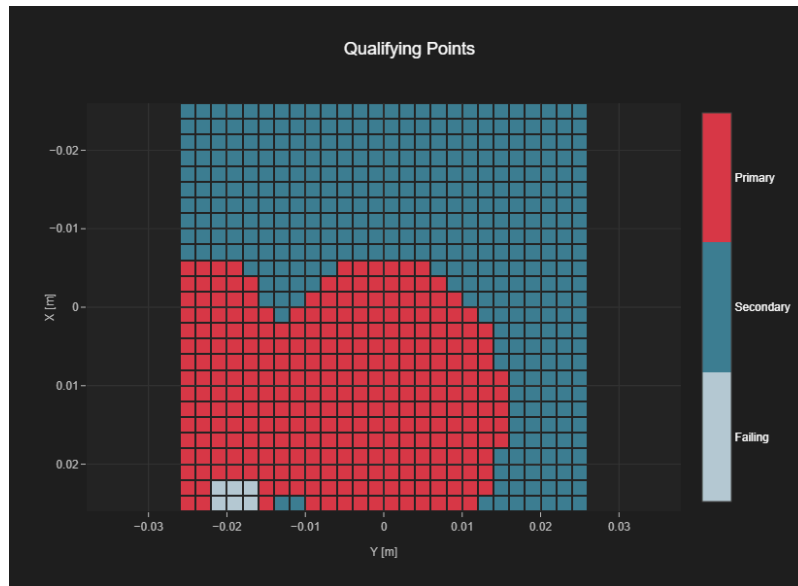 Qualifying Points
−0.02
−0.01
0
0.01
0.02
X [m]
−0.03
−0.02
−0.01
0
0.01
0.02
0.03
Y [m]
Primary
Secondary
Failing